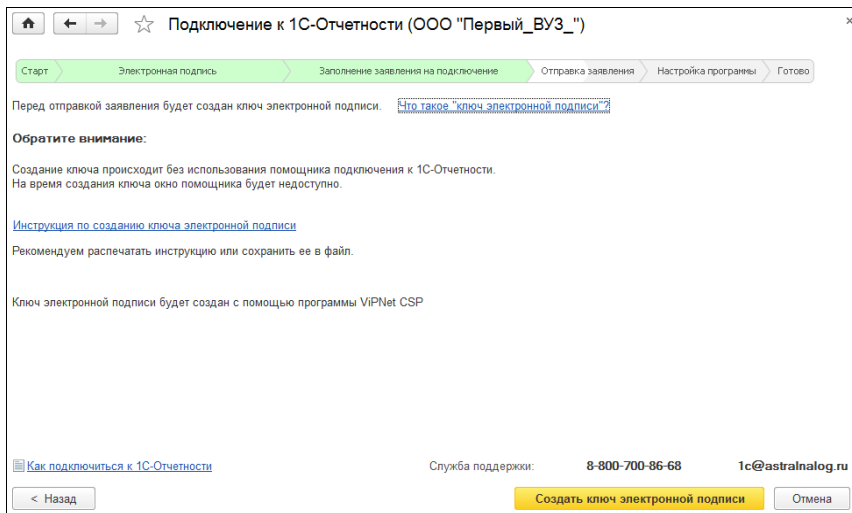 Подключение к 1С-Отчетности (ООО "Первый_ВУЗ_")
Старт Электронная подпись Заполнение заявления на подключение Отправка заявления Настройка программы Готово
Перед отправкой заявления будет создан ключ электронной подписи. Что такое "ключ электронной подписи"?
Обратите внимание:
Создание ключа происходит без использования помощника подключения к 1С-Отчетности.
На время создания ключа окно помощника будет недоступно.
Инструкция по созданию ключа электронной подписи
Рекомендуем распечатать инструкцию или сохранить ее в файл.
Ключ электронной подписи будет создан с помощью программы ViPNet CSP
Как подключиться к 1С-Отчетности Служба поддержки: 8-800-700-86-68 1c@astralnalog.ru
< Назад Создать ключ электронной подписи Отмена